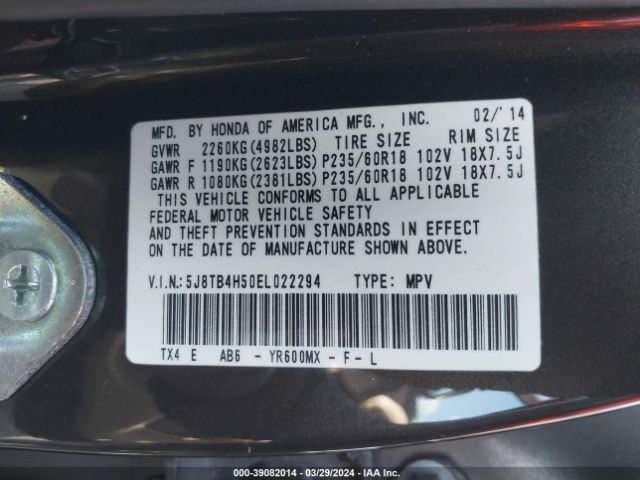 MFD. BY HONDA OF AMERICA MFG., INC. 02/'14
GVWR 2260KG(4982LBS) TIRE SIZE RIM SIZE
GAWR F 1190KG(2623LBS) P235/60R18 102V 18X7.5J
GAWR R 1080KG(2381LBS) P235/60R18 102V 18X7.5J
THIS VEHICLE CONFORMS TO ALL APPLICABLE
FEDERAL MOTOR VEHICLE SAFETY
AND THEFT PREVENTION STANDARDS IN EFFECT
ON THE DATE OF MANUFACTURE SHOWN ABOVE.
V.I.N.: 5J8TB4H50EL022294 TYPE: MPV
TX4 E AB6 - YR600MX - F - L
000-39082014 - 03/29/2024 - IAA Inc.